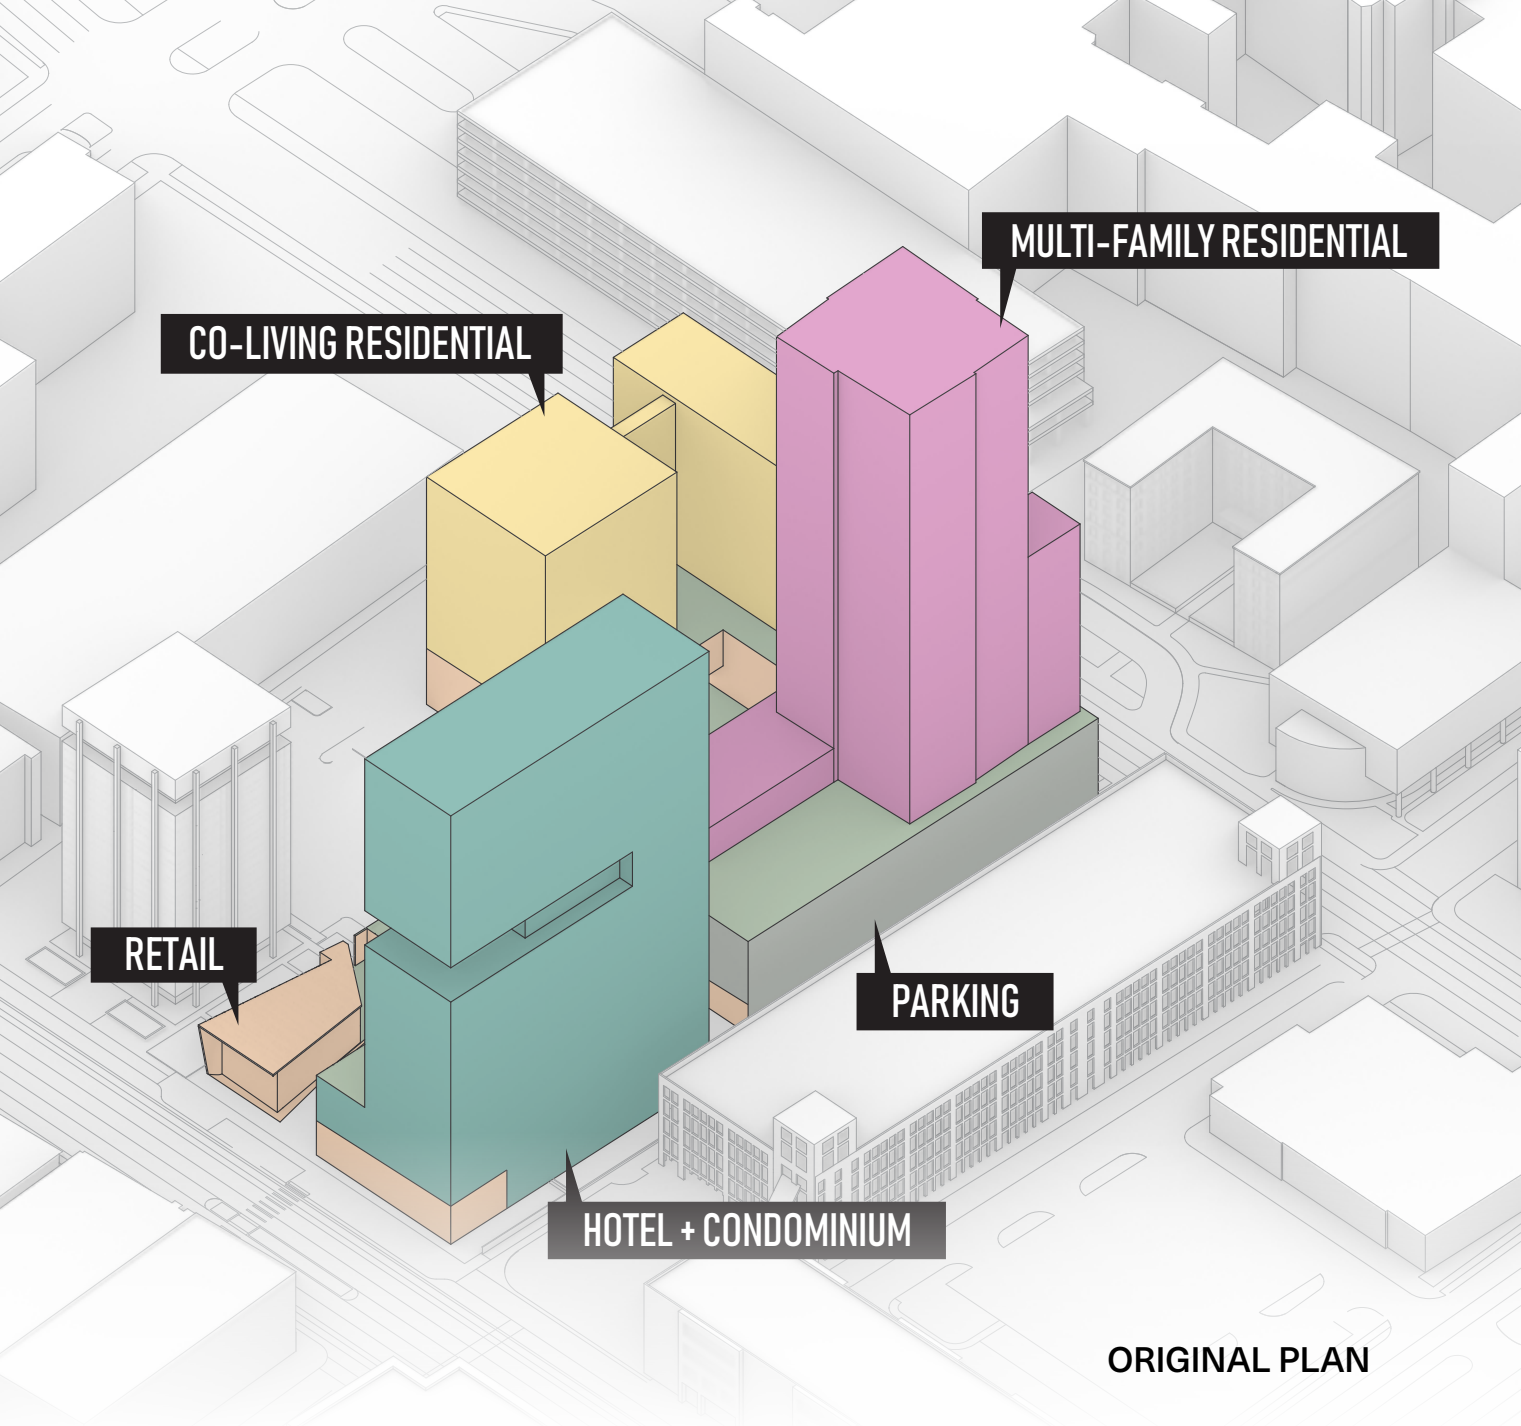 MULTI-FAMILY RESIDENTIAL
CO-LIVING RESIDENTIAL
RETAIL
PARKING
HOTEL + CONDOMINIUM
ORIGINAL PLAN